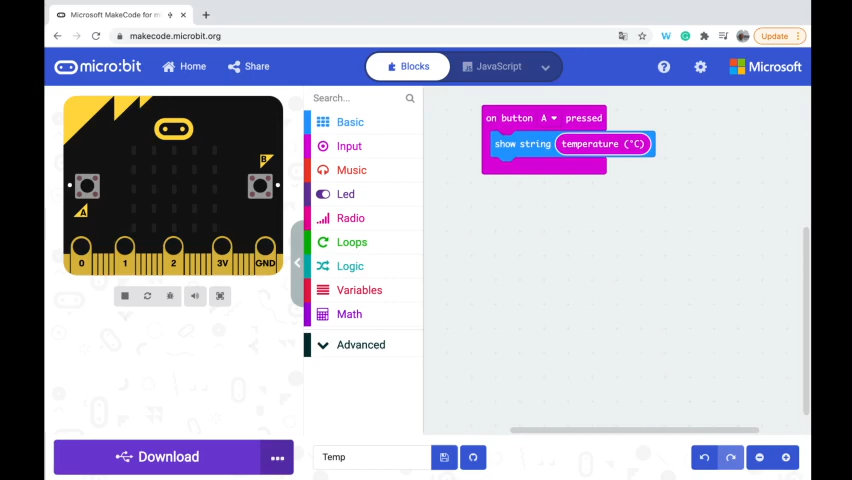 Microsoft MakeCode for m
makecode.microbit.org
Update
micro:bit
Home
Share
Blocks
JavaScript
?
Microsoft
Search...
Basic
Input
Music
Led
Radio
Loops
Logic
Variables
Math
Advanced
on button A pressed
show string temperature (°C)
B
A
0 1 2 3V GND
Download
Temp